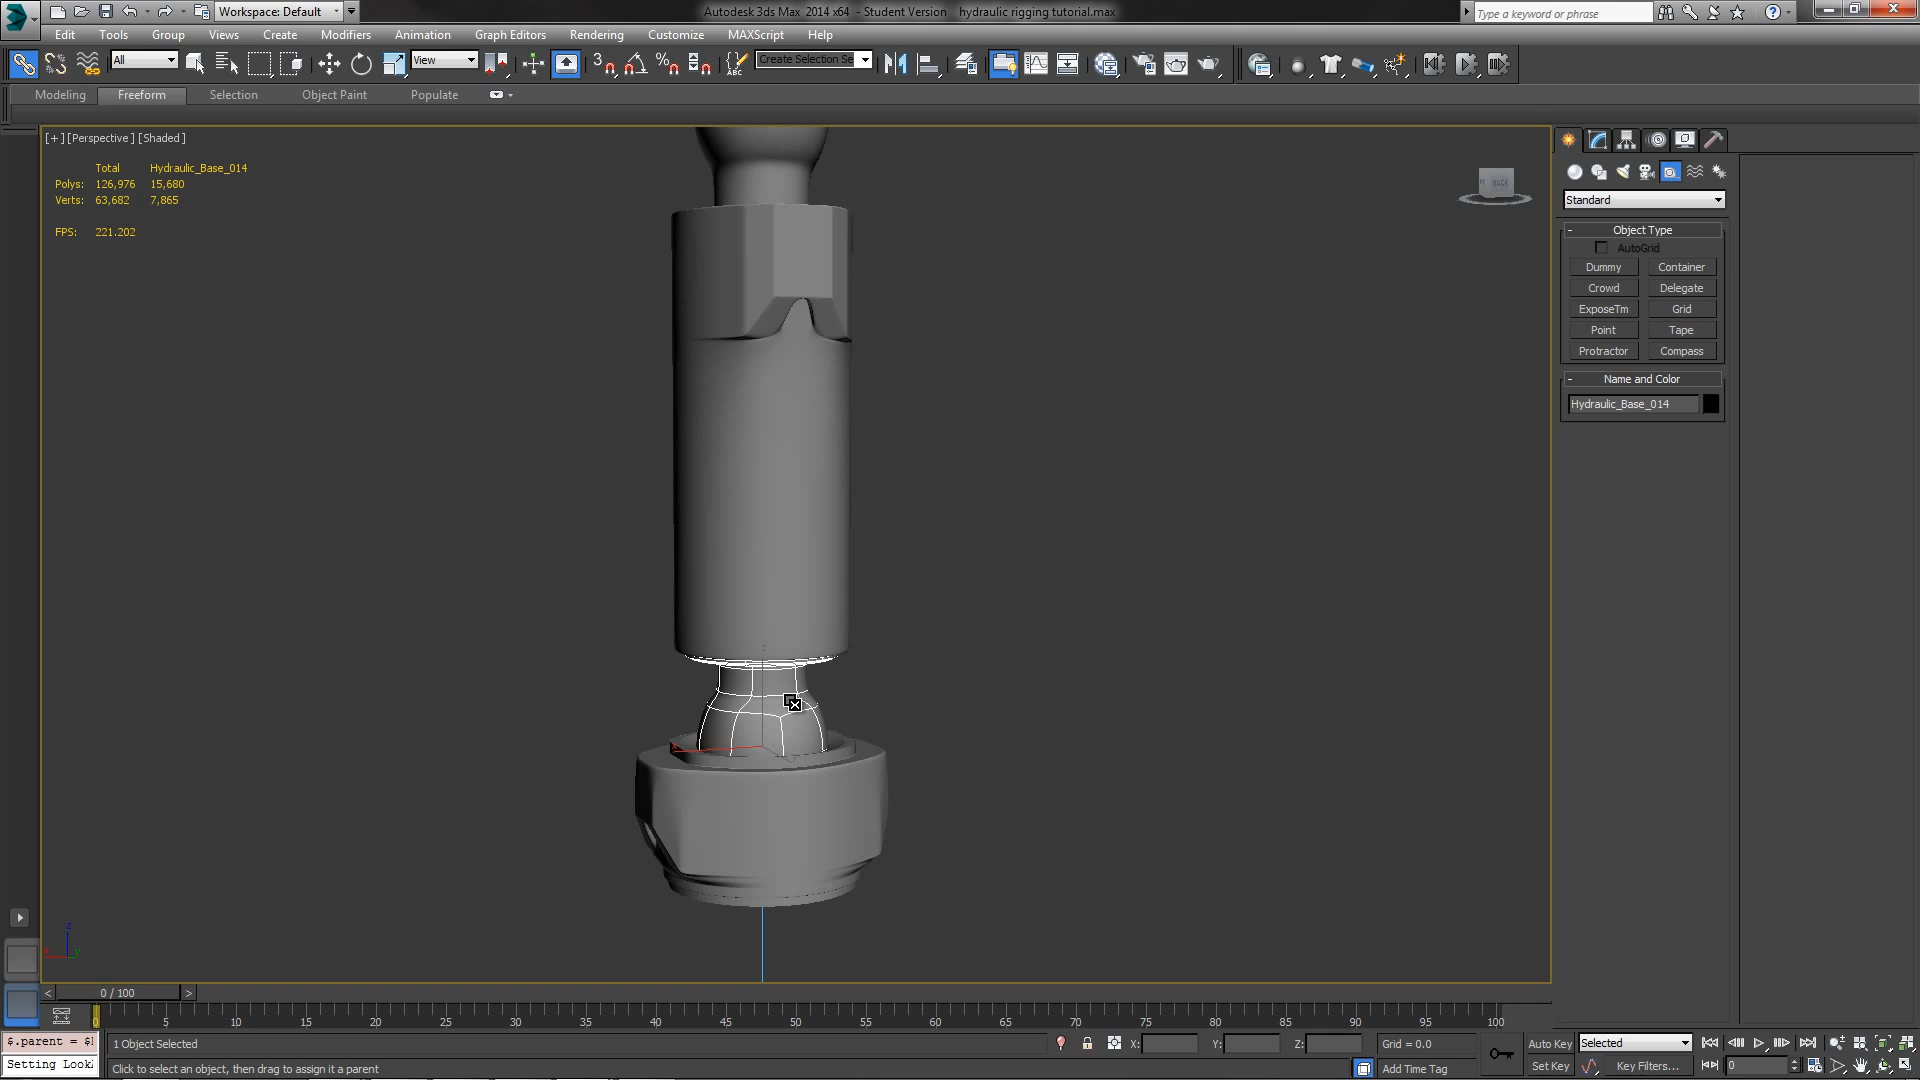 Workspace: Default
Autodesk 3ds Max 2014 x64 - Student Version hydraulic rigging tutorial.max
Type a keyword or phrase
Edit Tools Group Views Create Modifiers Animation Graph Editors Rendering Customize MAXScript Help
All
View
3
Create Selection Se
ABC
Modeling Freeform Selection Object Paint Populate
[+] [Perspective] [Shaded]
Total Hydraulic_Base_014
Polys: 126,976 15,680
Verts: 63,682 7,865
FPS: 221.202
BACK
Standard
- Object Type
AutoGrid
Dummy Container
Crowd Delegate
ExposeTm Grid
Point Tape
Protractor Compass
- Name and Color
Hydraulic_Base_014
z
x
y
< 0 / 100 >
0 5 10 15 20 25 30 35 40 45 50 55 60 65 70 75 80 85 90 95 100
$.parent = $
1 Object Selected
X: Y: Z: Grid = 0.0
Auto Key Selected
Setting Look
Click to select an object, then drag to assign it a parent
Add Time Tag
Set Key Key Filters...
0